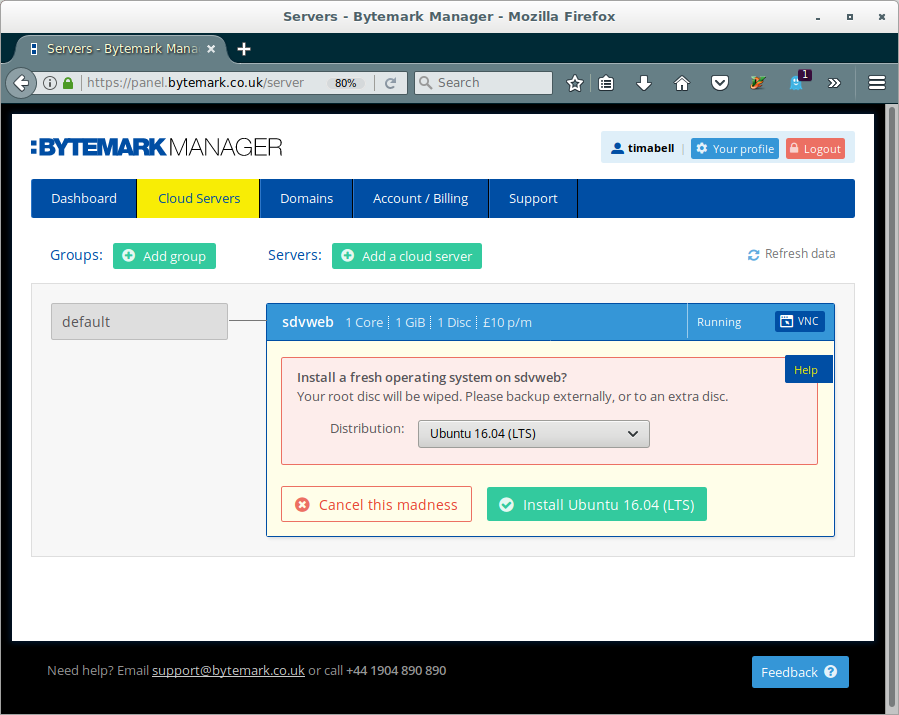 Servers - Bytemark Manager - Mozilla Firefox
Servers - Bytemark Mana
https://panel.bytemark.co.uk/server 80% Search 1
:BYTEMARK MANAGER
timabell | Your profile Logout
Dashboard Cloud Servers Domains Account / Billing Support
Groups: Add group Servers: Add a cloud server Refresh data
default
sdvweb 1 Core 1 GiB 1 Disc £10 p/m Running VNC
Help
Install a fresh operating system on sdvweb?
Your root disc will be wiped. Please backup externally, or to an extra disc.
Distribution: Ubuntu 16.04 (LTS)
Cancel this madness Install Ubuntu 16.04 (LTS)
Need help? Email support@bytemark.co.uk or call +44 1904 890 890
Feedback ?